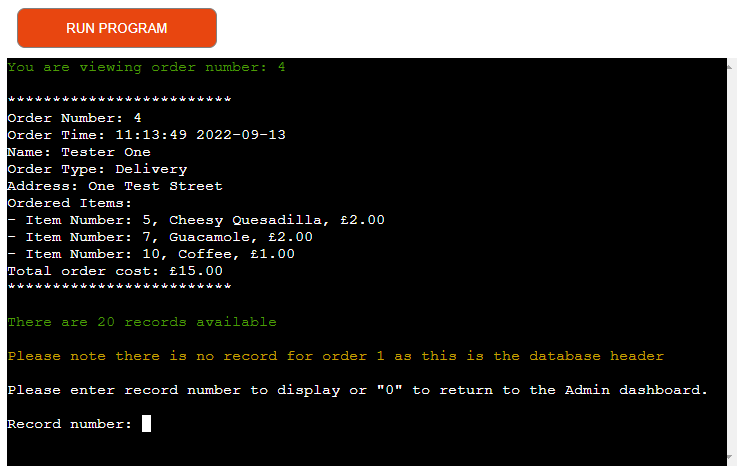 RUN PROGRAM
You are viewing order number: 4
*************************
Order Number: 4
Order Time: 11:13:49 2022-09-13
Name: Tester One
Order Type: Delivery
Address: One Test Street
Ordered Items:
- Item Number: 5, Cheesy Quesadilla, £2.00
- Item Number: 7, Guacamole, £2.00
- Item Number: 10, Coffee, £1.00
Total order cost: £15.00
*************************
There are 20 records available
Please note there is no record for order 1 as this is the database header
Please enter record number to display or "0" to return to the Admin dashboard.
Record number: